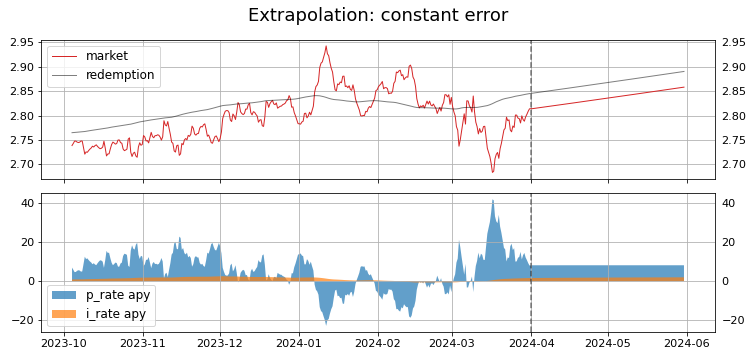 Extrapolation: constant error
2.95 2.95
market
redemption
2.90 2.90
2.85 2.85
2.80 2.80
2.75 2.75
2.70 2.70
40 40
20 20
0 0
p_rate apy
i_rate apy
−20 −20
2023-10 2023-11 2023-12 2024-01 2024-02 2024-03 2024-04 2024-05 2024-06